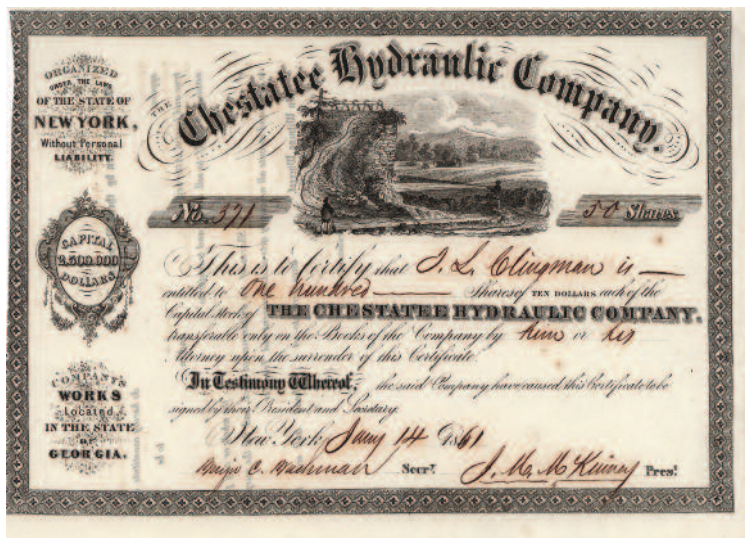 ORGANIZED
UNDER THE LAWS
OF THE STATE OF
NEW YORK,
Without Personal
LIABILITY.
THE
Chestatee Hydraulic Company.
No. 371
50 Shares
CAPITAL
2,500,000
DOLLARS
This is to Certify that T. L. Clingman is
entitled to One hundred Shares of TEN DOLLARS each of the
Capital Stock of THE CHESTATEE HYDRAULIC COMPANY.
transferable only on the Books of the Company by him or his
Attorney upon the surrender of this Certificate.
In Testimony Whereof, the said Company have caused this Certificate to be
signed by their President and Secretary.
COMPANY'S
WORKS
Located
IN THE STATE
OF
GEORGIA.
New York Jany 14 1861
Benj. C. Secry.
J. M. McKinney Prest.